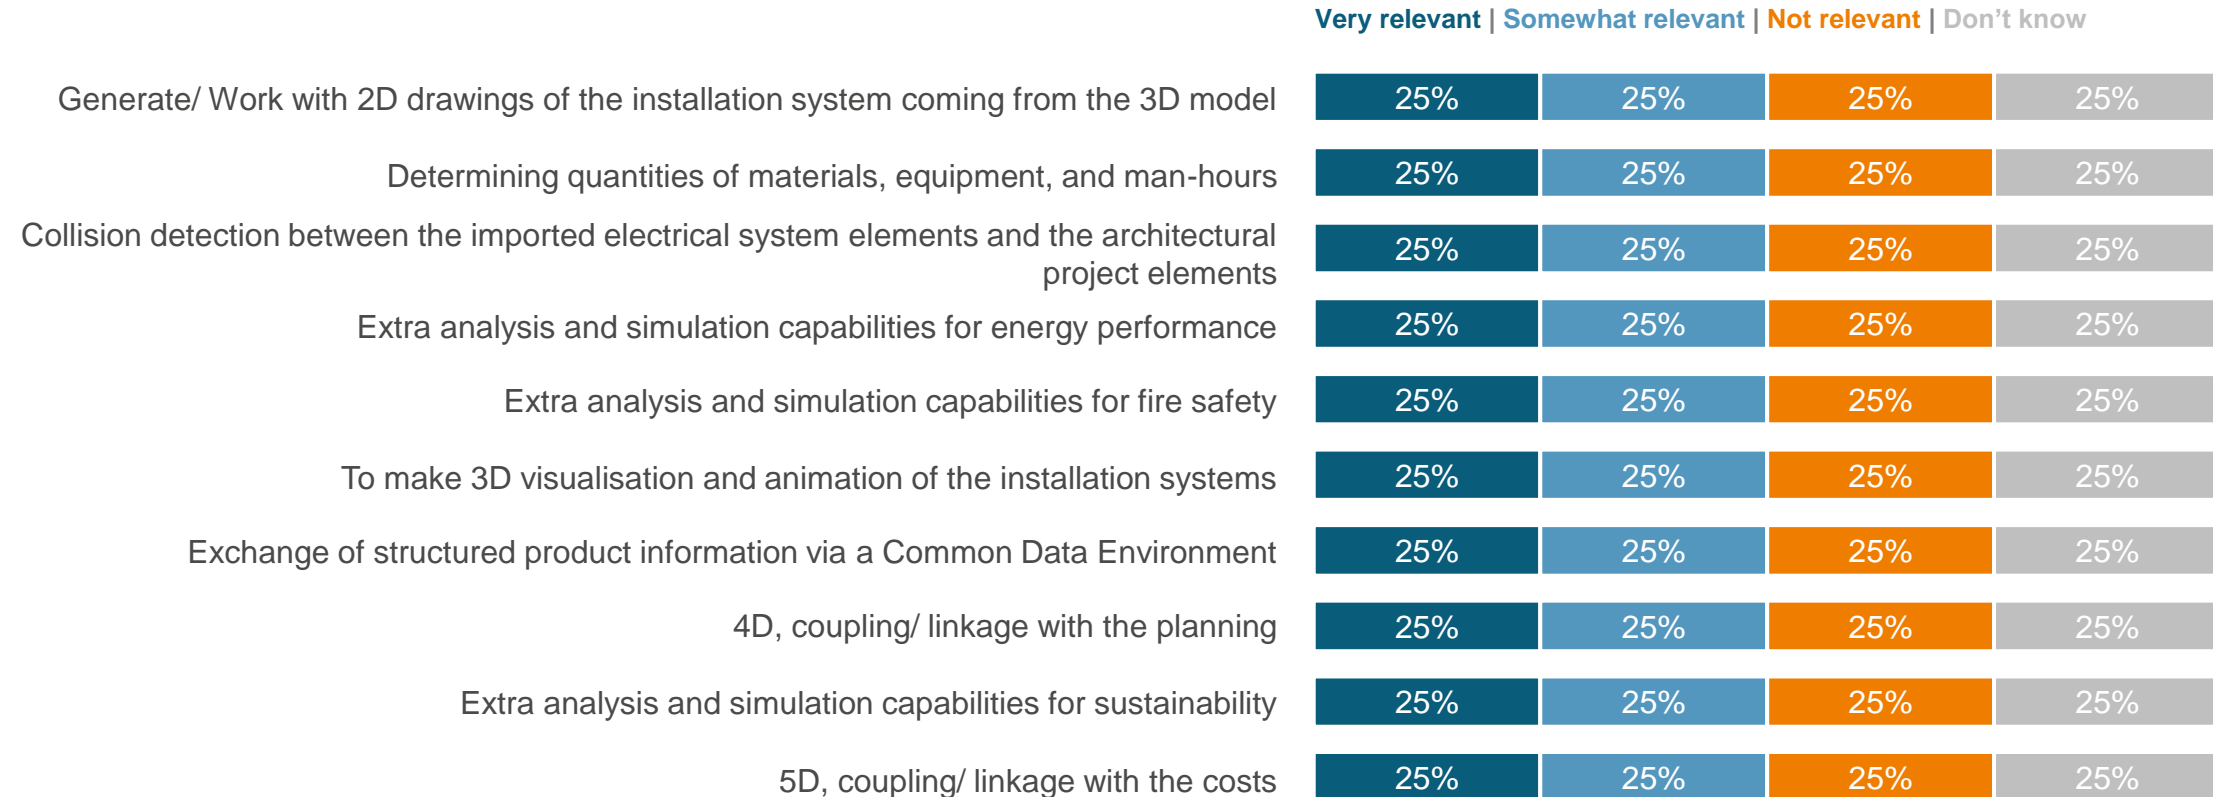 Very relevant | Somewhat relevant | Not relevant | Don’t know
Generate/ Work with 2D drawings of the installation system coming from the 3D model 25% 25% 25% 25%
Determining quantities of materials, equipment, and man-hours 25% 25% 25% 25%
Collision detection between the imported electrical system elements and the architectural
project elements 25% 25% 25% 25%
Extra analysis and simulation capabilities for energy performance 25% 25% 25% 25%
Extra analysis and simulation capabilities for fire safety 25% 25% 25% 25%
To make 3D visualisation and animation of the installation systems 25% 25% 25% 25%
Exchange of structured product information via a Common Data Environment 25% 25% 25% 25%
4D, coupling/ linkage with the planning 25% 25% 25% 25%
Extra analysis and simulation capabilities for sustainability 25% 25% 25% 25%
5D, coupling/ linkage with the costs 25% 25% 25% 25%